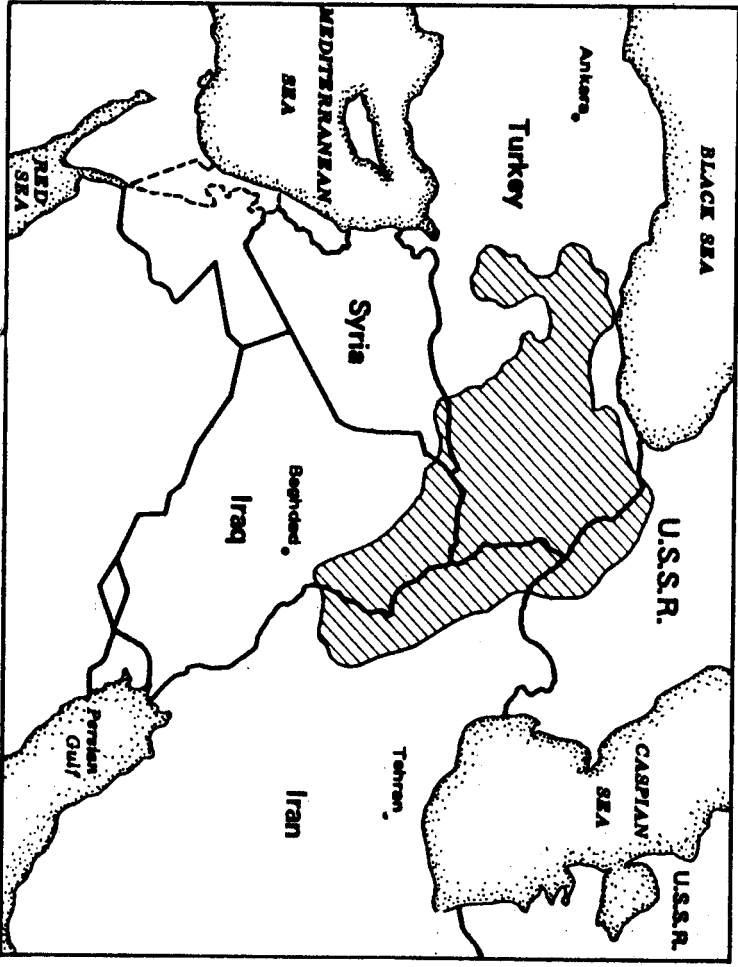 BLACK SEA
U.S.S.R.
U.S.S.R.
CASPIAN
SEA
Ankara
Turkey
Tehran
Syria
MEDITERRANEAN
SEA
Baghdad
Iran
Iraq
Persian
Gulf
RED
SEA